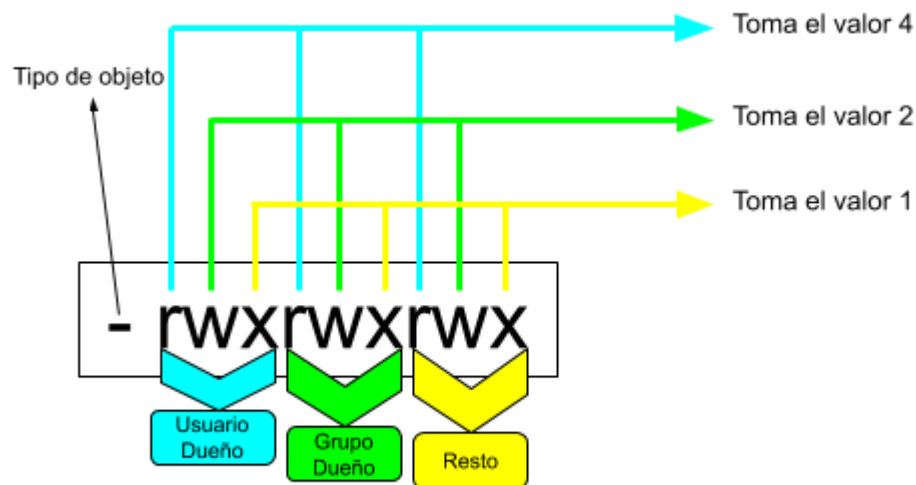 Toma el valor 4
Tipo de objeto
Toma el valor 2
Toma el valor 1
- rwxrwxrwx
Usuario
Dueño
Grupo
Dueño
Resto